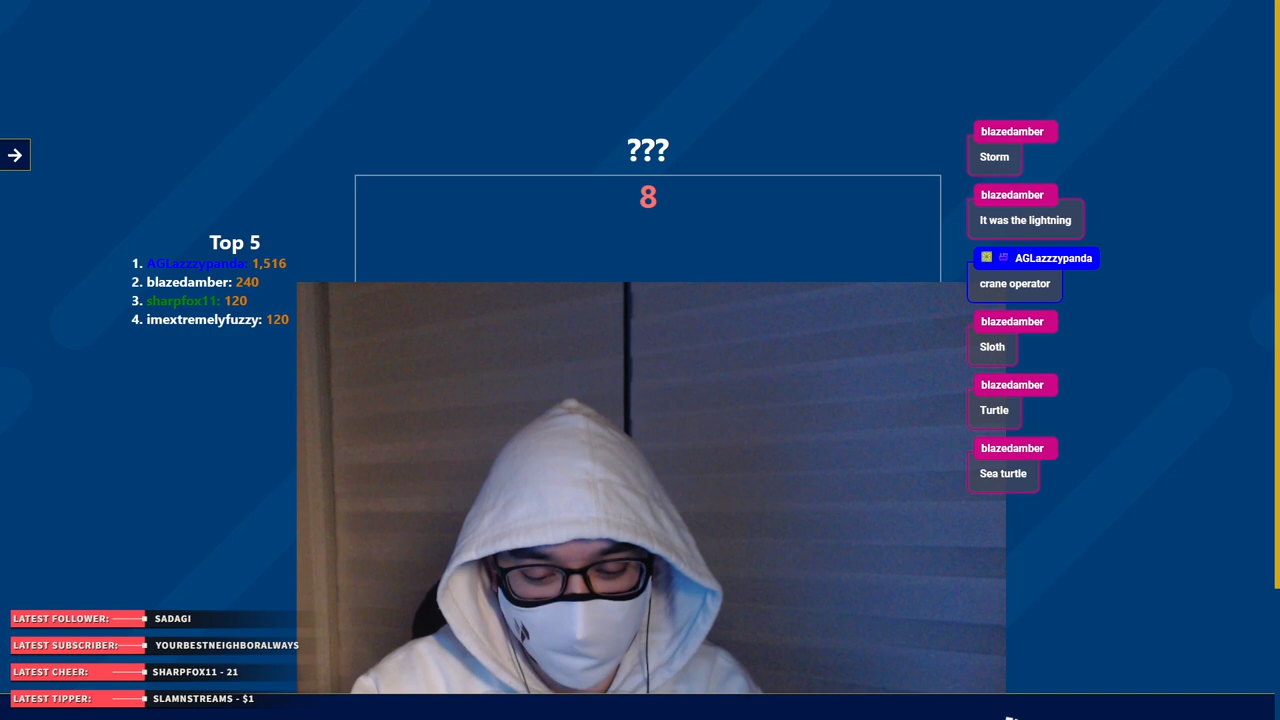 ???
8
Top 5
1. AGLazzzypanda: 1,516
2. blazedamber: 240
3. sharpfox11: 120
4. imextremelyfuzzy: 120
blazedamber
Storm
blazedamber
It was the lightning
AGLazzzypanda
crane operator
blazedamber
Sloth
blazedamber
Turtle
blazedamber
Sea turtle
LATEST FOLLOWER: SADAGI
LATEST SUBSCRIBER: YOURBESTNEIGHBORALWAYS
LATEST CHEER: SHARPFOX11 - 21
LATEST TIPPER: SLAMNSTREAMS - $1